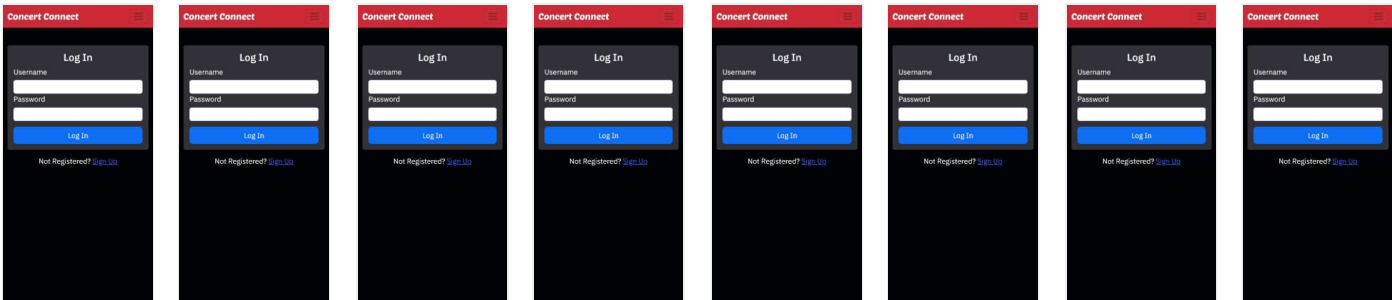 Concert Connect
Log In
Username
Password
Log In
Not Registered? Sign Up
Concert Connect
Log In
Username
Password
Log In
Not Registered? Sign Up
Concert Connect
Log In
Username
Password
Log In
Not Registered? Sign Up
Concert Connect
Log In
Username
Password
Log In
Not Registered? Sign Up
Concert Connect
Log In
Username
Password
Log In
Not Registered? Sign Up
Concert Connect
Log In
Username
Password
Log In
Not Registered? Sign Up
Concert Connect
Log In
Username
Password
Log In
Not Registered? Sign Up
Concert Connect
Log In
Username
Password
Log In
Not Registered? Sign Up